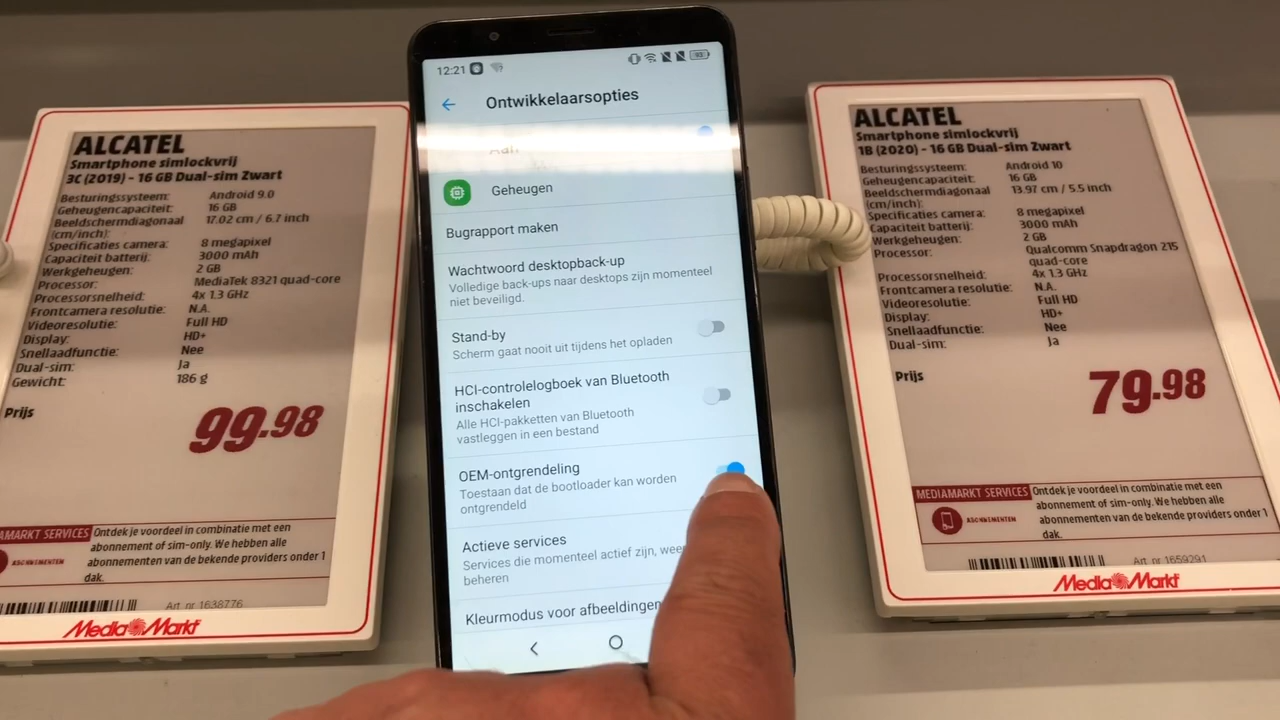 ALCATEL
Smartphone simlockvrij
3C (2019) - 16 GB Dual-sim Zwart
Besturingssysteem: Android 9.0
Geheugencapaciteit: 16 GB
Beeldschermdiagonaal 17.02 cm / 6.7 inch
(cm/inch):
Specificaties camera: 8 megapixel
Capaciteit batterij: 3000 mAh
Werkgeheugen: 2 GB
Processor: MediaTek 8321 quad-core
Processorsnelheid: 4x 1.3 GHz
Frontcamera resolutie: N.A.
Videoresolutie: Full HD
Display: HD+
Snellaadfunctie: Nee
Dual-sim: Ja
Gewicht: 186 g
Prijs
99.98
AMARKT SERVICES Ontdek je voordeel in combinatie met een
abonnement of sim-only. We hebben alle
ABONNEMENTEN abonnementen van de bekende providers onder 1
dak.
Art. nr. 1638776
MediaMarkt
12:21
Ontwikkelaarsopties
Geheugen
Bugrapport maken
Wachtwoord desktopback-up
Volledige back-ups naar desktops zijn momenteel
niet beveiligd.
Stand-by
Scherm gaat nooit uit tijdens het opladen
HCI-controlelogboek van Bluetooth
inschakelen
Alle HCI-pakketten van Bluetooth
vastleggen in een bestand
OEM-ontgrendeling
Toestaan dat de bootloader kan worden
ontgrendeld
Actieve services
Services die momenteel actief zijn, wee
beheren
Kleurmodus voor afbeeldingen
ALCATEL
Smartphone simlockvrij
1B (2020) - 16 GB Dual-sim Zwart
Besturingssysteem: Android 10
Geheugencapaciteit: 16 GB
Beeldschermdiagonaal 13.97 cm / 5.5 inch
(cm/inch):
Specificaties camera: 8 megapixel
Capaciteit batterij: 3000 mAh
Werkgeheugen: 2 GB
Processor: Qualcomm Snapdragon 215
quad-core
Processorsnelheid: 4x 1.3 GHz
Frontcamera resolutie: N.A.
Videoresolutie: Full HD
Display: HD+
Snellaadfunctie: Nee
Dual-sim: Ja
Prijs
79.98
MEDIAMARKT SERVICES Ontdek je voordeel in combinatie met een
abonnement of sim-only. We hebben alle
ABONNEMENTEN abonnementen van de bekende providers onder 1
dak.
Art. nr. 1659291
MediaMarkt